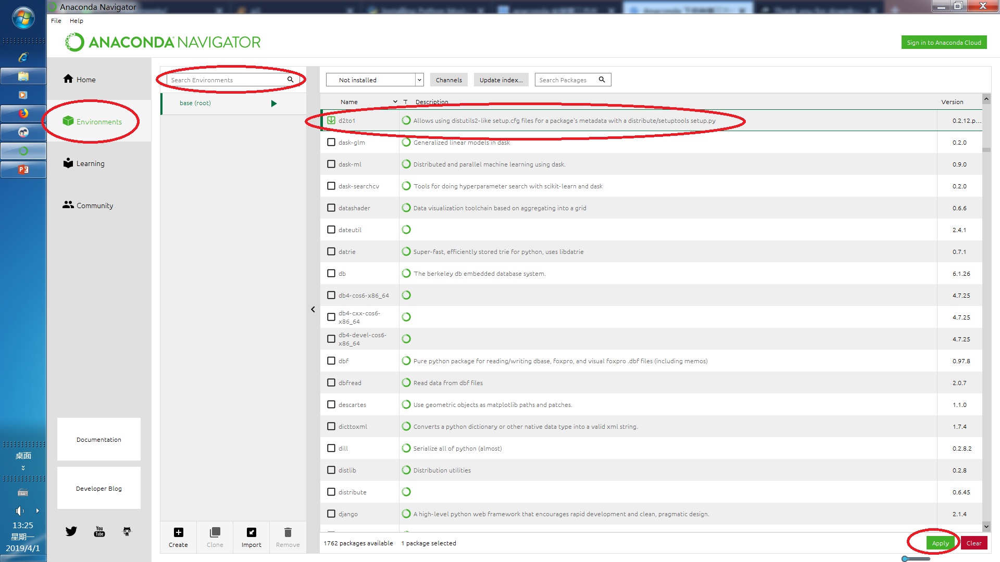 Anaconda Navigator
File Help
ANACONDA NAVIGATOR
Sign in to Anaconda Cloud
Home
Environments
Learning
Community
Documentation
Developer Blog
You
Tube
Search Environments
base (root)
Create Clone Import Remove
Not installed Channels Update index... Search Packages
Name T Description Version
d2to1 Allows using distutils2-like setup.cfg files for a package's metadata with a distribute/setuptools setup.py 0.2.12.p...
dask-glm Generalized linear models in dask 0.2.0
dask-ml Distributed and parallel machine learning using dask. 0.9.0
dask-searchcv Tools for doing hyperparameter search with scikit-learn and dask 0.2.0
datashader Data visualization toolchain based on aggregating into a grid 0.6.6
dateutil 2.4.1
datrie Super-fast, efficiently stored trie for python, uses libdatrie 0.7.1
db The berkeley db embedded database system. 6.1.26
db4-cos6-x86_64 4.7.25
db4-cxx-cos6-
x86_64 4.7.25
db4-devel-cos6-
x86_64 4.7.25
dbf Pure python package for reading/writing dbase, foxpro, and visual foxpro .dbf files (including memos) 0.97.8
dbfread Read data from dbf files 2.0.7
descartes Use geometric objects as matplotlib paths and patches. 1.1.0
dicttoxml Converts a python dictionary or other native data type into a valid xml string. 1.7.4
dill Serialize all of python (almost) 0.2.8.2
distlib Distribution utilities 0.2.8
distribute 0.6.45
django A high-level python web framework that encourages rapid development and clean, pragmatic design. 2.1.4
1762 packages available 1 package selected Apply Clear
桌面
13:25
星期一
2019/4/1